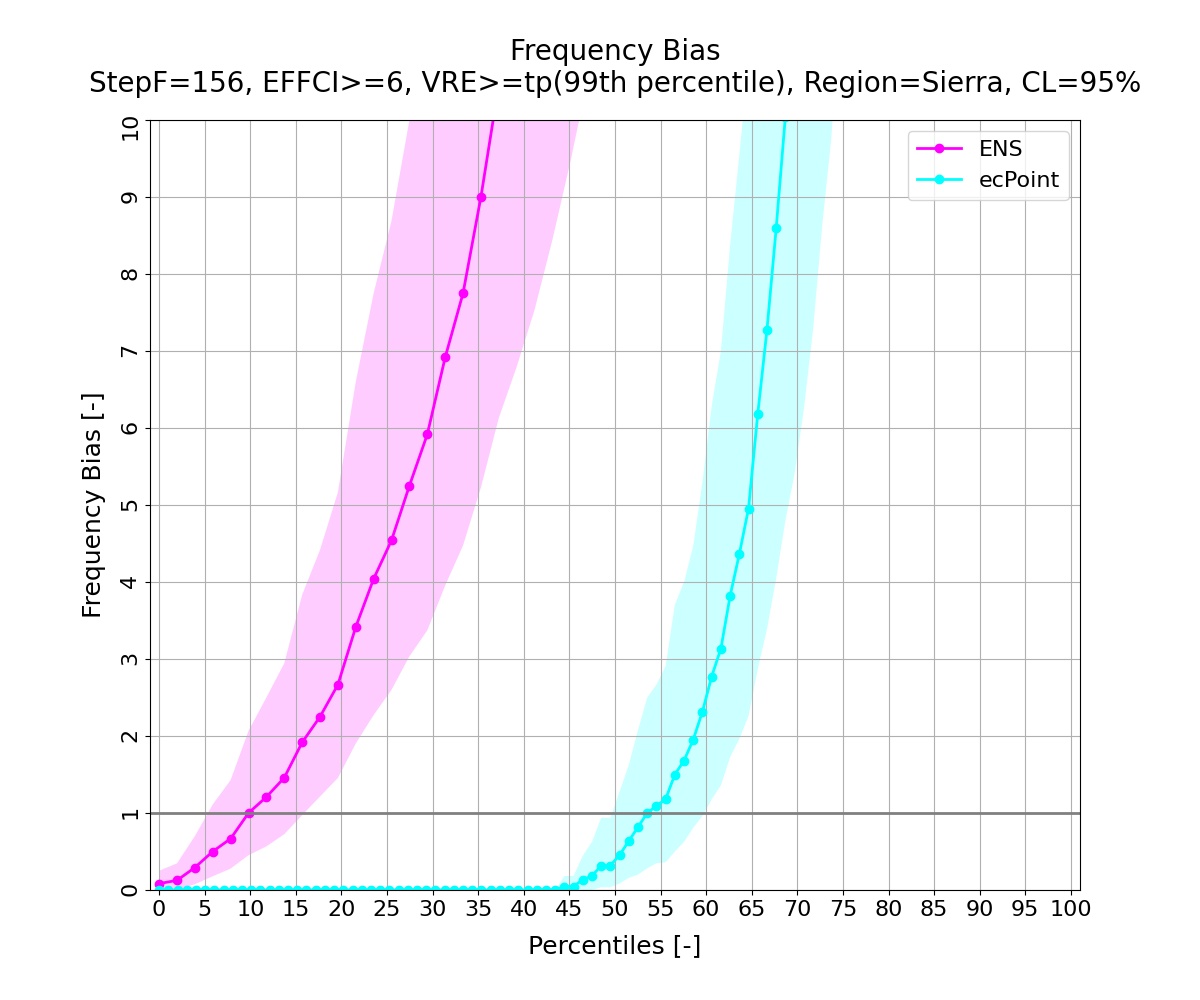 Frequency Bias
StepF=156, EFFCI>=6, VRE>=tp(99th percentile), Region=Sierra, CL=95%
ENS
ecPoint
Frequency Bias [-]
10
9
8
7
6
5
4
3
2
1
0
0 5 10 15 20 25 30 35 40 45 50 55 60 65 70 75 80 85 90 95 100
Percentiles [-]